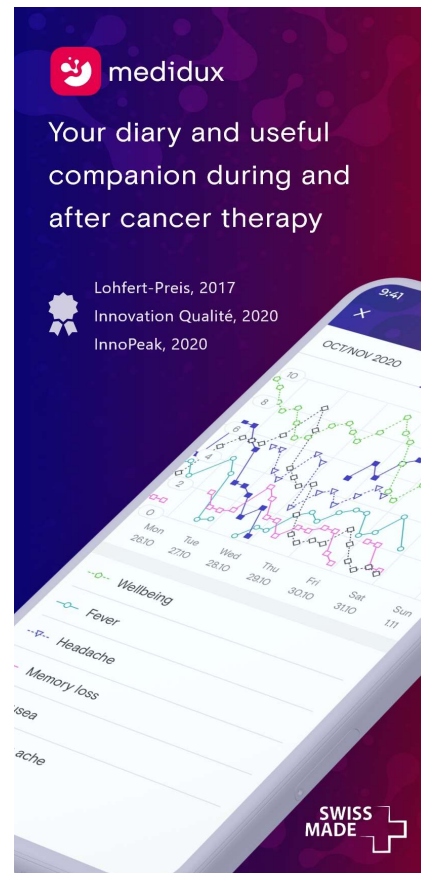 medidux
Your diary and useful
companion during and
after cancer therapy
Lohfert-Preis, 2017
Innovation Qualité, 2020
InnoPeak, 2020
9:41
OCT/NOV 2020
10
8
6
4
2
0
Mon
26.10
Tue
27.10
Wed
28.10
Thu
29.10
Fri
30.10
Sat
31.10
Sun
1.11
Wellbeing
Fever
Headache
Memory loss
usea
ache
SWISS
MADE